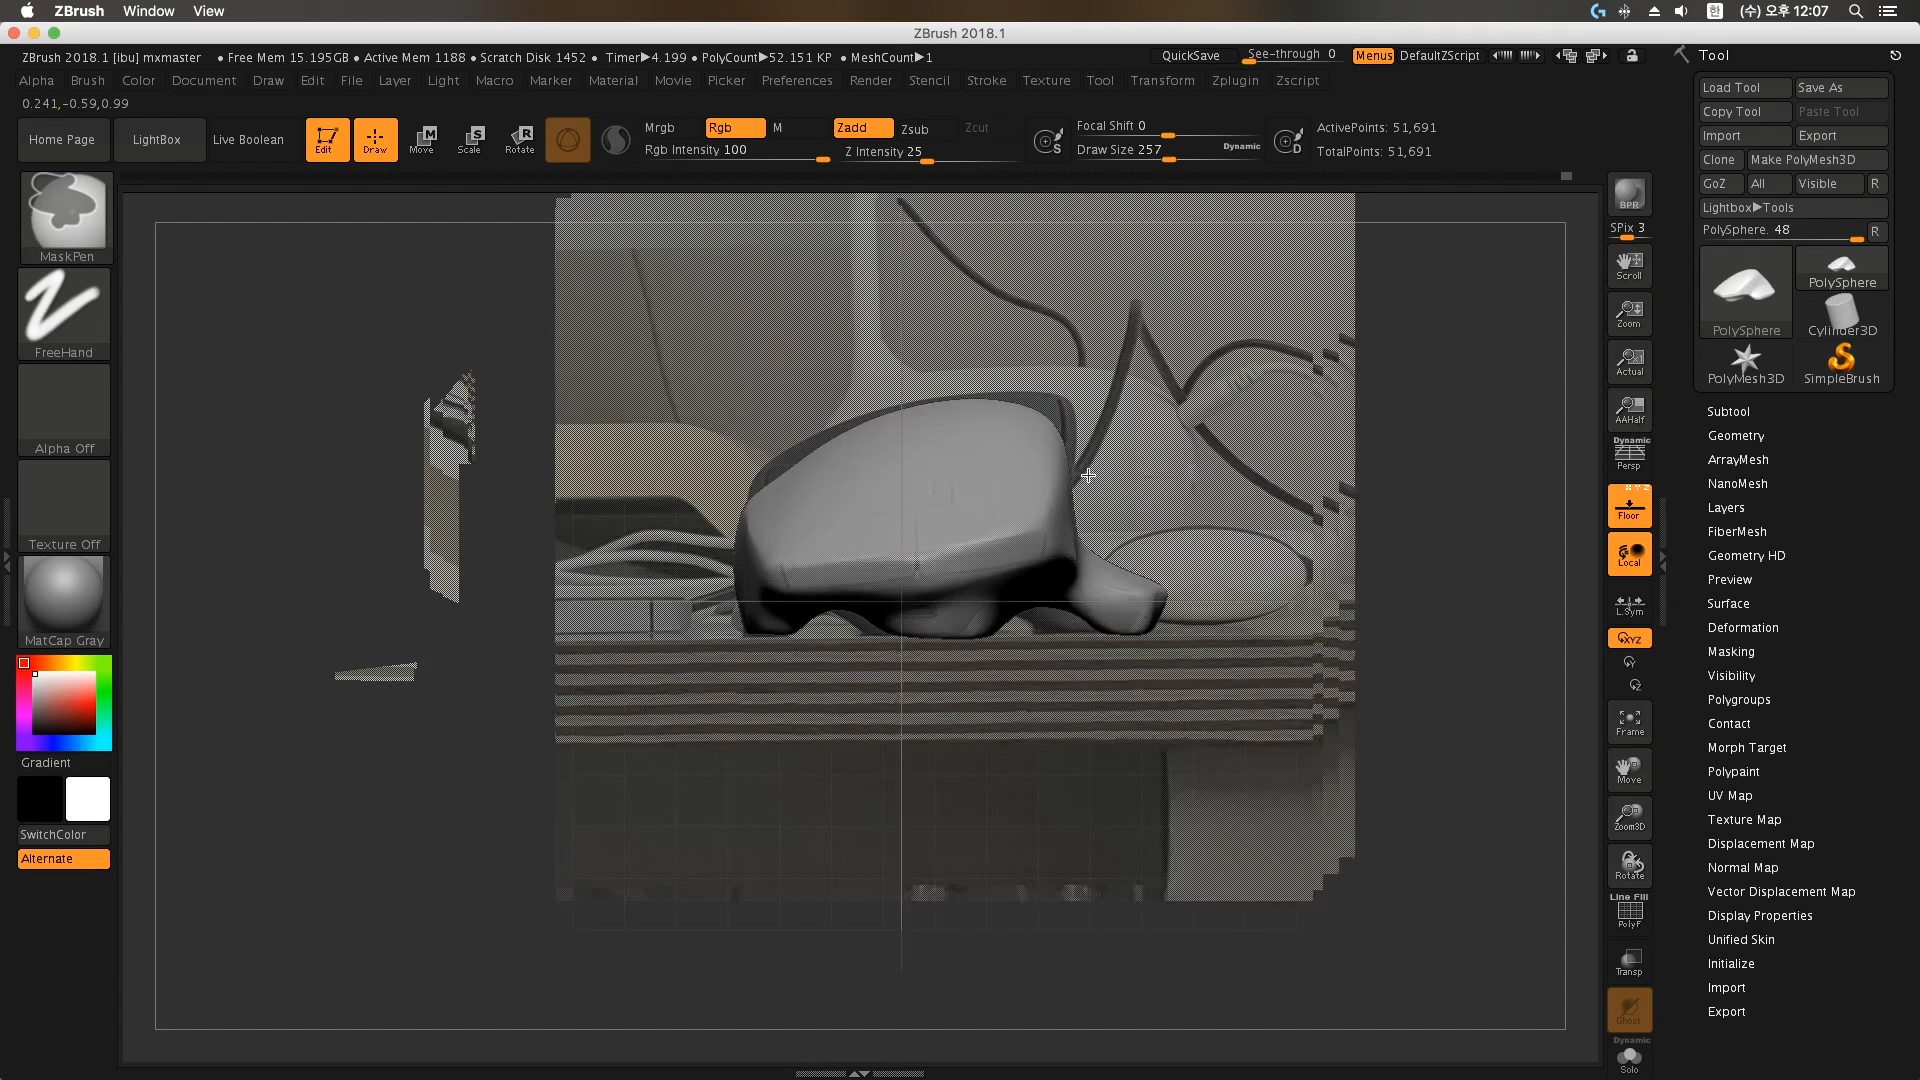 ZBrush Window View (수) 오후 12:07
ZBrush 2018.1
ZBrush 2018.1 [ibu] mxmaster • Free Mem 15.195GB • Active Mem 1188 • Scratch Disk 1452 • Timer▶4.199 • PolyCount▶52.151 KP • MeshCount▶1 QuickSave See-through 0 Menus DefaultZScript
Alpha Brush Color Document Draw Edit File Layer Light Macro Marker Material Movie Picker Preferences Render Stencil Stroke Texture Tool Transform Zplugin Zscript
0.241,-0.59,0.99
Home Page LightBox Live Boolean Edit Draw Move Scale Rotate
Mrgb Rgb M Zadd Zsub Zcut Focal Shift 0 ActivePoints: 51,691
Rgb Intensity 100 Z Intensity 25 Draw Size 257 Dynamic TotalPoints: 51,691
MaskPen
FreeHand
Alpha Off
Texture Off
MatCap Gray
Gradient
SwitchColor
Alternate
BPR
SPix 3
Scroll
Zoom
Actual
AAHalf
Dynamic
Persp
Floor
Local
L.Sym
XYZ
Y
Z
Frame
Move
Zoom3D
Rotate
Line Fill
PolyF
Transp
Ghost
Dynamic
Solo
Tool
Load Tool Save As
Copy Tool Paste Tool
Import Export
Clone Make PolyMesh3D
GoZ All Visible R
Lightbox▶Tools
PolySphere. 48 R
PolySphere
PolySphere Cylinder3D
PolyMesh3D SimpleBrush
Subtool
Geometry
ArrayMesh
NanoMesh
Layers
FiberMesh
Geometry HD
Preview
Surface
Deformation
Masking
Visibility
Polygroups
Contact
Morph Target
Polypaint
UV Map
Texture Map
Displacement Map
Normal Map
Vector Displacement Map
Display Properties
Unified Skin
Initialize
Import
Export